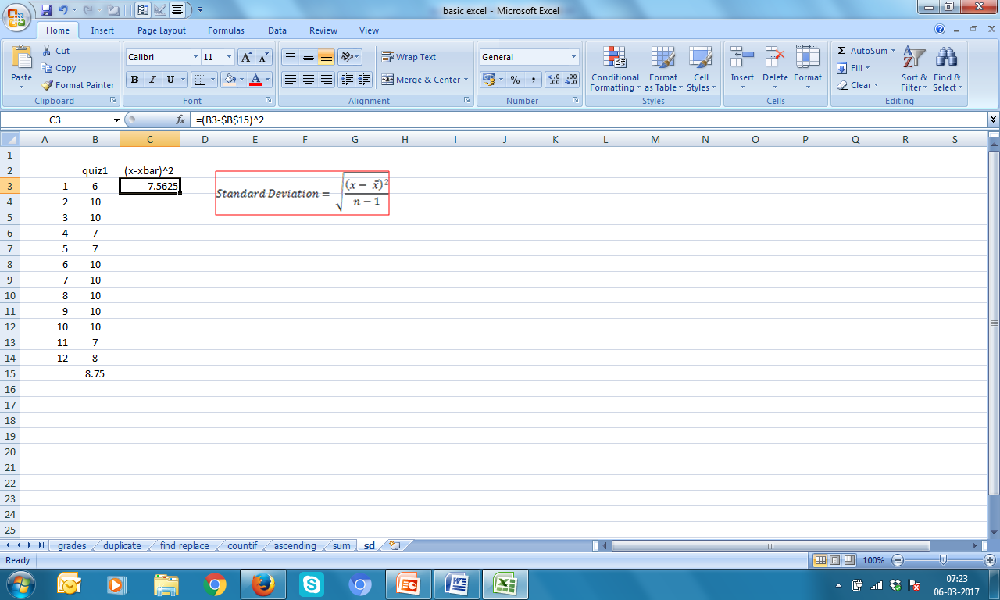 basic excel - Microsoft Excel
Home Insert Page Layout Formulas Data Review View
Paste
Cut
Copy
Format Painter
Clipboard
Calibri 11 A A
B I U A
Font
Wrap Text
Merge & Center
Alignment
General
% ,
Number
Conditional Formatting
Format as Table
Cell Styles
Styles
Insert Delete Format
Cells
Σ AutoSum
Fill
Clear
Sort & Filter
Find & Select
Editing
C3 fx =(B3-$B$15)^2
A B C D E F G H I J K L M N O P Q R S
1
2 quiz1 (x-xbar)^2
3 1 6 7.5625
4 2 10
5 3 10
6 4 7
7 5 7
8 6 10
9 7 10
10 8 10
11 9 10
12 10 10
13 11 7
14 12 8
15 8.75
16
17
18
19
20
21
22
23
24
25
Standard Deviation = √((x − x̄)² / (n − 1))
grades duplicate find replace countif ascending sum sd
Ready 100%
07:23
06-03-2017